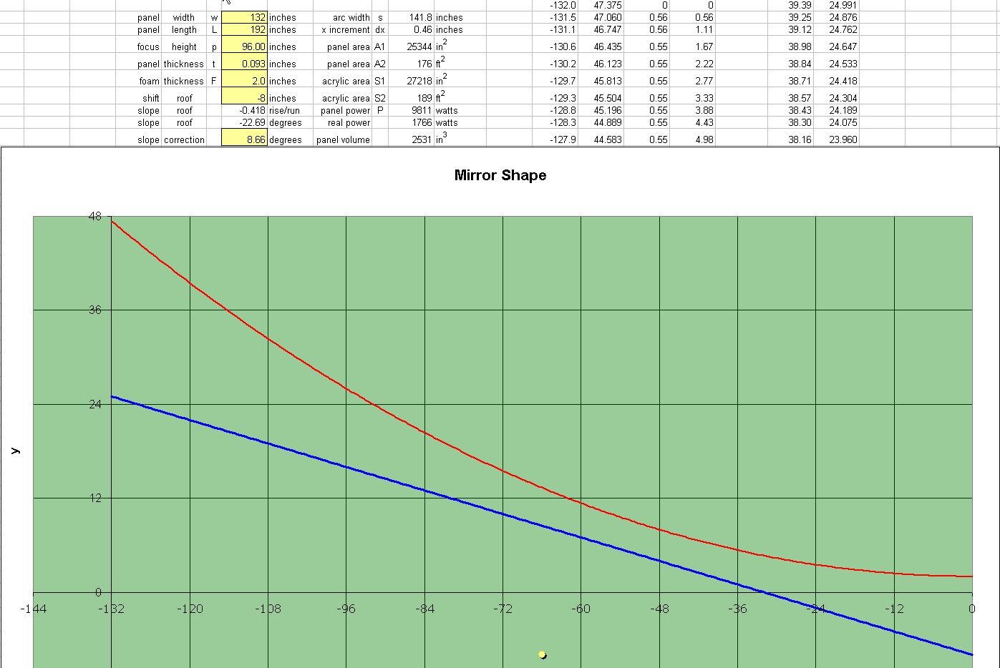 -132.0 47.375 0 0 39.39 24.991
panel width w 132 inches arc width s 141.8 inches -131.5 47.060 0.56 0.56 39.25 24.876
panel length L 192 inches x increment dx 0.46 inches -131.1 46.747 0.56 1.11 39.12 24.762
focus height p 96.00 inches panel area A1 25344 in2 -130.6 46.435 0.55 1.67 38.98 24.647
panel thickness t 0.093 inches panel area A2 176 ft2 -130.2 46.123 0.55 2.22 38.84 24.533
foam thickness F 2.0 inches acrylic area S1 27218 in2 -129.7 45.813 0.55 2.77 38.71 24.418
shift roof -8 inches acrylic area S2 189 ft2 -129.3 45.504 0.55 3.33 38.57 24.304
slope roof -0.418 rise/run panel power P 9811 watts -128.8 45.196 0.55 3.88 38.43 24.189
slope roof -22.69 degrees real power 1766 watts -128.3 44.889 0.55 4.43 38.30 24.075
slope correction 8.66 degrees panel volume 2531 in3 -127.9 44.583 0.55 4.98 38.16 23.960
Mirror Shape
48
36
24
y
12
0
-144 -132 -120 -108 -96 -84 -72 -60 -48 -36 -24 -12 0